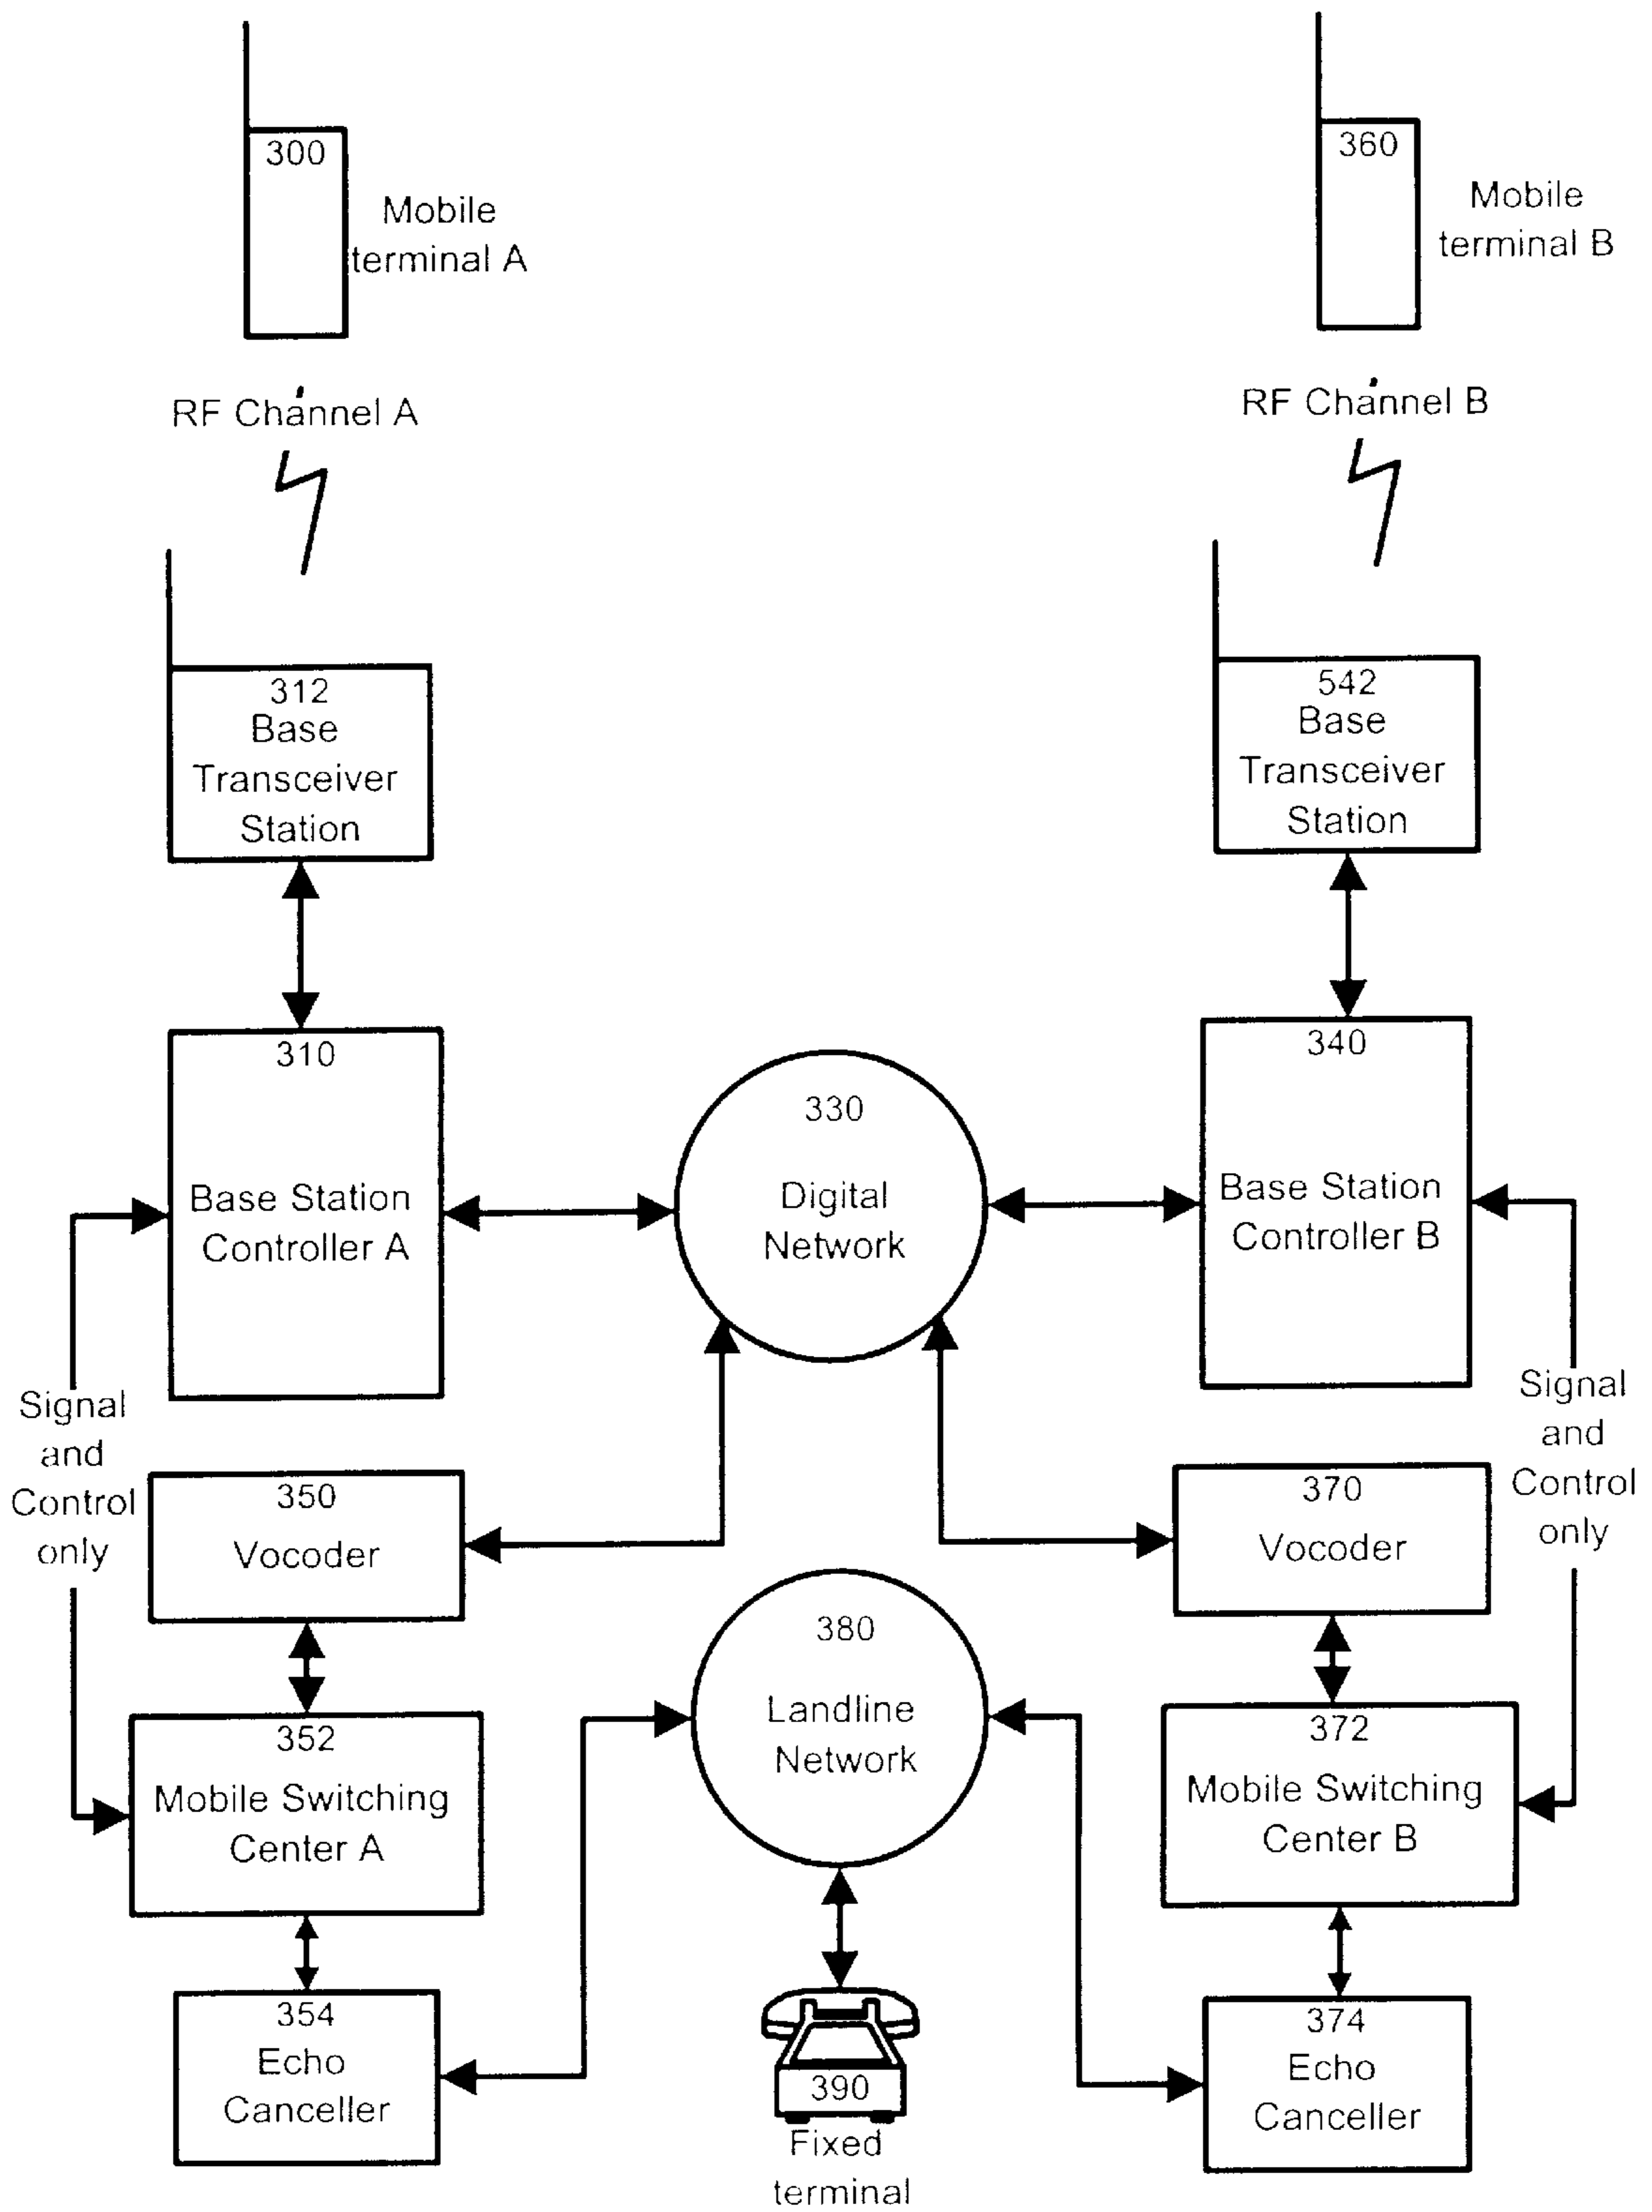 300
Mobile
terminal A
360
Mobile
terminal B
RF Channel A
RF Channel B
312
Base
Transceiver
Station
542
Base
Transceiver
Station
310
Base Station
Controller A
330
Digital
Network
340
Base Station
Controller B
Signal
and
Control
only
Signal
and
Control
only
350
Vocoder
370
Vocoder
380
Landline
Network
352
Mobile Switching
Center A
372
Mobile Switching
Center B
354
Echo
Canceller
390
Fixed
terminal
374
Echo
Canceller